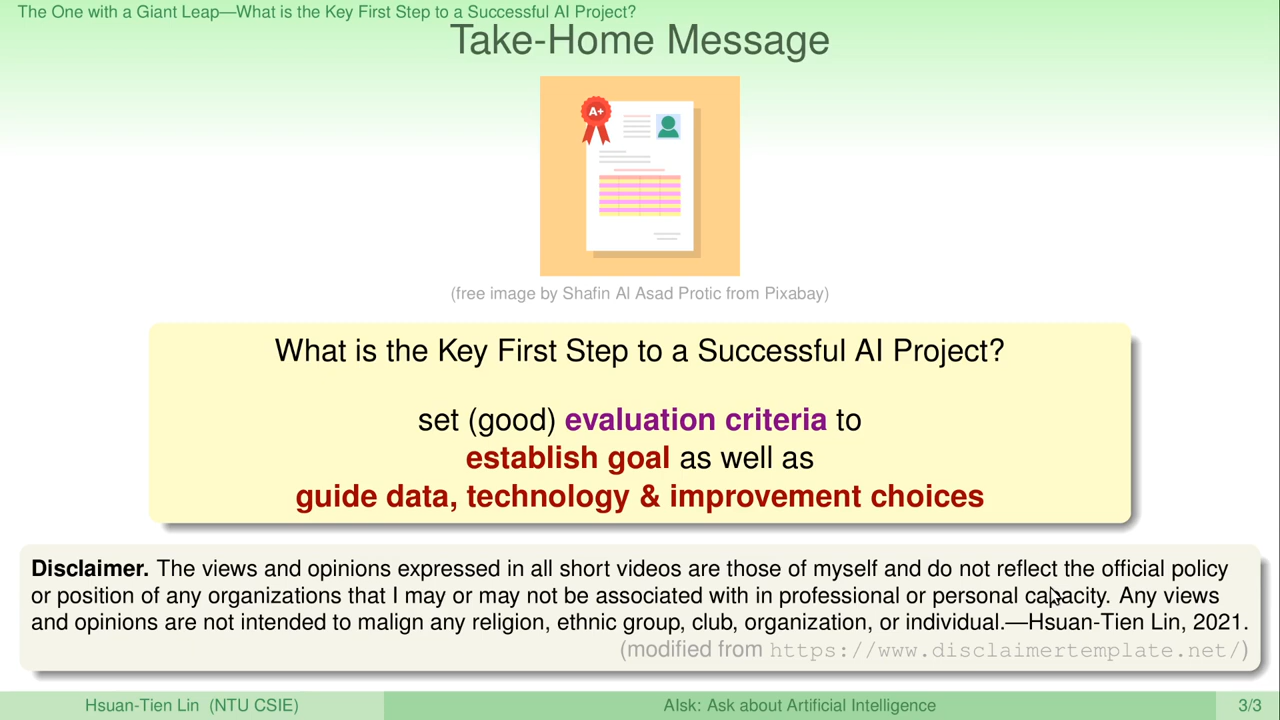 The One with a Giant Leap—What is the Key First Step to a Successful AI Project?
Take-Home Message
A+
(free image by Shafin Al Asad Protic from Pixabay)
What is the Key First Step to a Successful AI Project?
set (good) evaluation criteria to
establish goal as well as
guide data, technology & improvement choices
Disclaimer. The views and opinions expressed in all short videos are those of myself and do not reflect the official policy
or position of any organizations that I may or may not be associated with in professional or personal capacity. Any views
and opinions are not intended to malign any religion, ethnic group, club, organization, or individual.—Hsuan-Tien Lin, 2021.
(modified from https://www.disclaimertemplate.net/)
Hsuan-Tien Lin (NTU CSIE)
AIsk: Ask about Artificial Intelligence
3/3